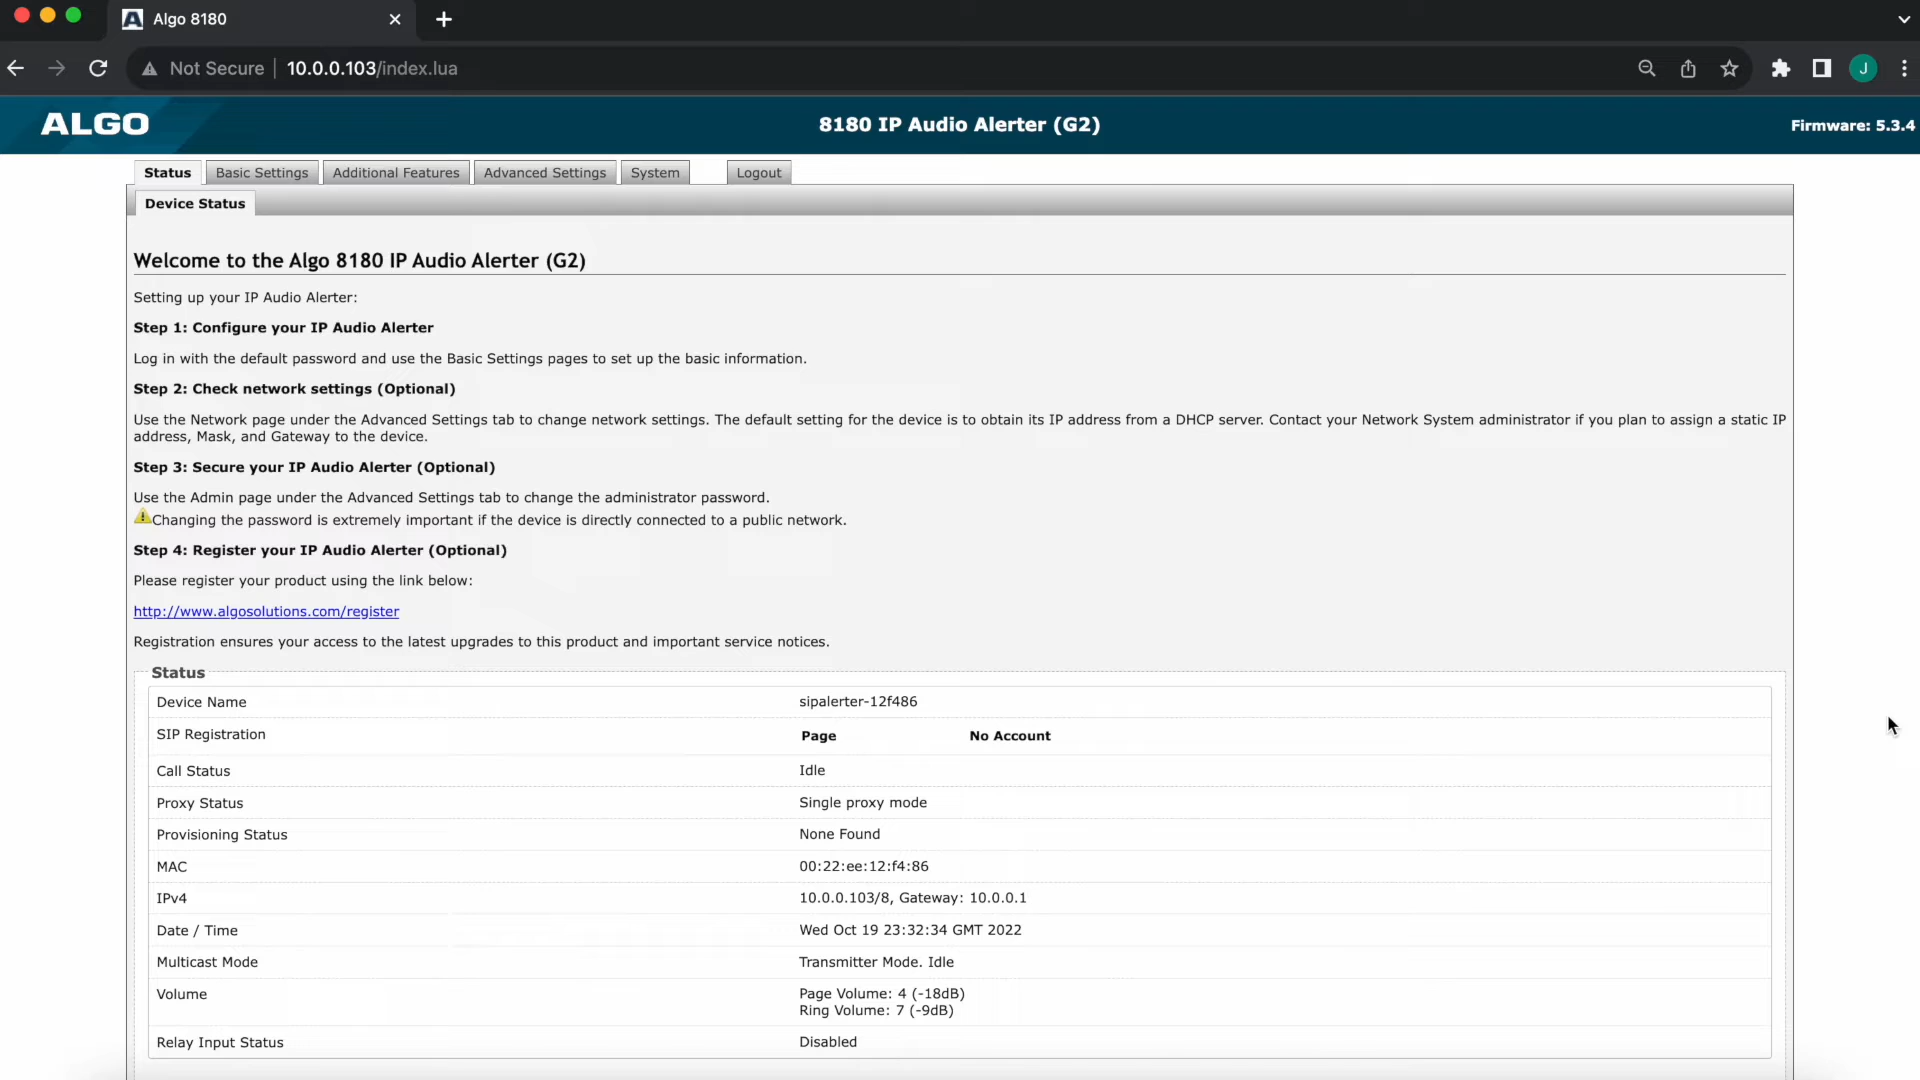 Algo 8180
Not Secure | 10.0.0.103/index.lua
J
ALGO
8180 IP Audio Alerter (G2)
Firmware: 5.3.4
Status Basic Settings Additional Features Advanced Settings System Logout
Device Status
Welcome to the Algo 8180 IP Audio Alerter (G2)
Setting up your IP Audio Alerter:
Step 1: Configure your IP Audio Alerter
Log in with the default password and use the Basic Settings pages to set up the basic information.
Step 2: Check network settings (Optional)
Use the Network page under the Advanced Settings tab to change network settings. The default setting for the device is to obtain its IP address from a DHCP server. Contact your Network System administrator if you plan to assign a static IP
address, Mask, and Gateway to the device.
Step 3: Secure your IP Audio Alerter (Optional)
Use the Admin page under the Advanced Settings tab to change the administrator password.
Changing the password is extremely important if the device is directly connected to a public network.
Step 4: Register your IP Audio Alerter (Optional)
Please register your product using the link below:
http://www.algosolutions.com/register
Registration ensures your access to the latest upgrades to this product and important service notices.
Status
Device Name sipalerter-12f486
SIP Registration Page No Account
Call Status Idle
Proxy Status Single proxy mode
Provisioning Status None Found
MAC 00:22:ee:12:f4:86
IPv4 10.0.0.103/8, Gateway: 10.0.0.1
Date / Time Wed Oct 19 23:32:34 GMT 2022
Multicast Mode Transmitter Mode. Idle
Volume Page Volume: 4 (-18dB)
Ring Volume: 7 (-9dB)
Relay Input Status Disabled